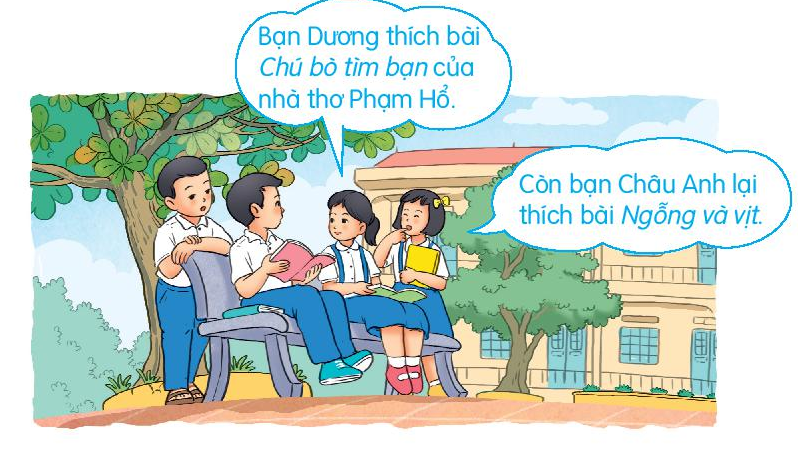 Bạn Dương thích bài
Chú bò tìm bạn của
nhà thơ Phạm Hổ.
Còn bạn Châu Anh lại
thích bài Ngỗng và vịt.